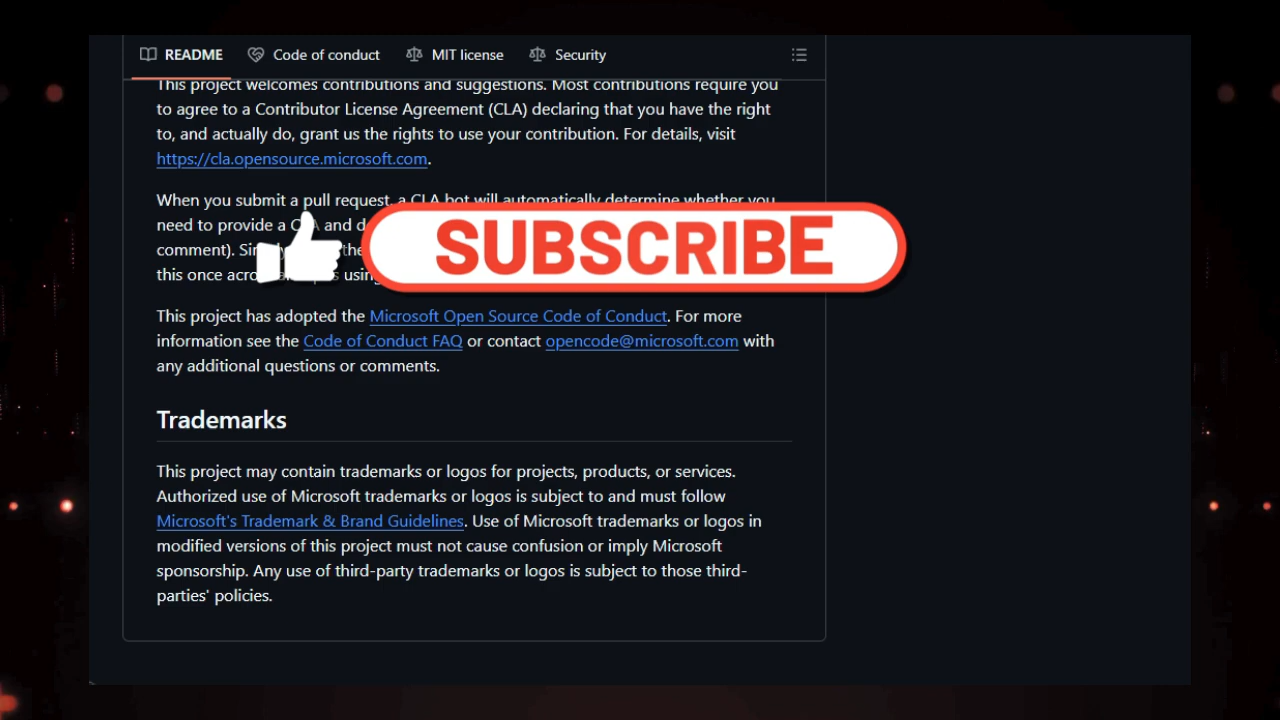 README Code of conduct MIT license Security
This project welcomes contributions and suggestions. Most contributions require you
to agree to a Contributor License Agreement (CLA) declaring that you have the right
to, and actually do, grant us the rights to use your contribution. For details, visit
https://cla.opensource.microsoft.com.
When you submit a pull request, a CLA bot will automatically determine whether you
need to provide a and
comment).
this once
SUBSCRIBE
This project has adopted the Microsoft Open Source Code of Conduct. For more
information see the Code of Conduct FAQ or contact opencode@microsoft.com with
any additional questions or comments.
Trademarks
This project may contain trademarks or logos for projects, products, or services.
Authorized use of Microsoft trademarks or logos is subject to and must follow
Microsoft's Trademark & Brand Guidelines. Use of Microsoft trademarks or logos in
modified versions of this project must not cause confusion or imply Microsoft
sponsorship. Any use of third-party trademarks or logos is subject to those third-
parties' policies.